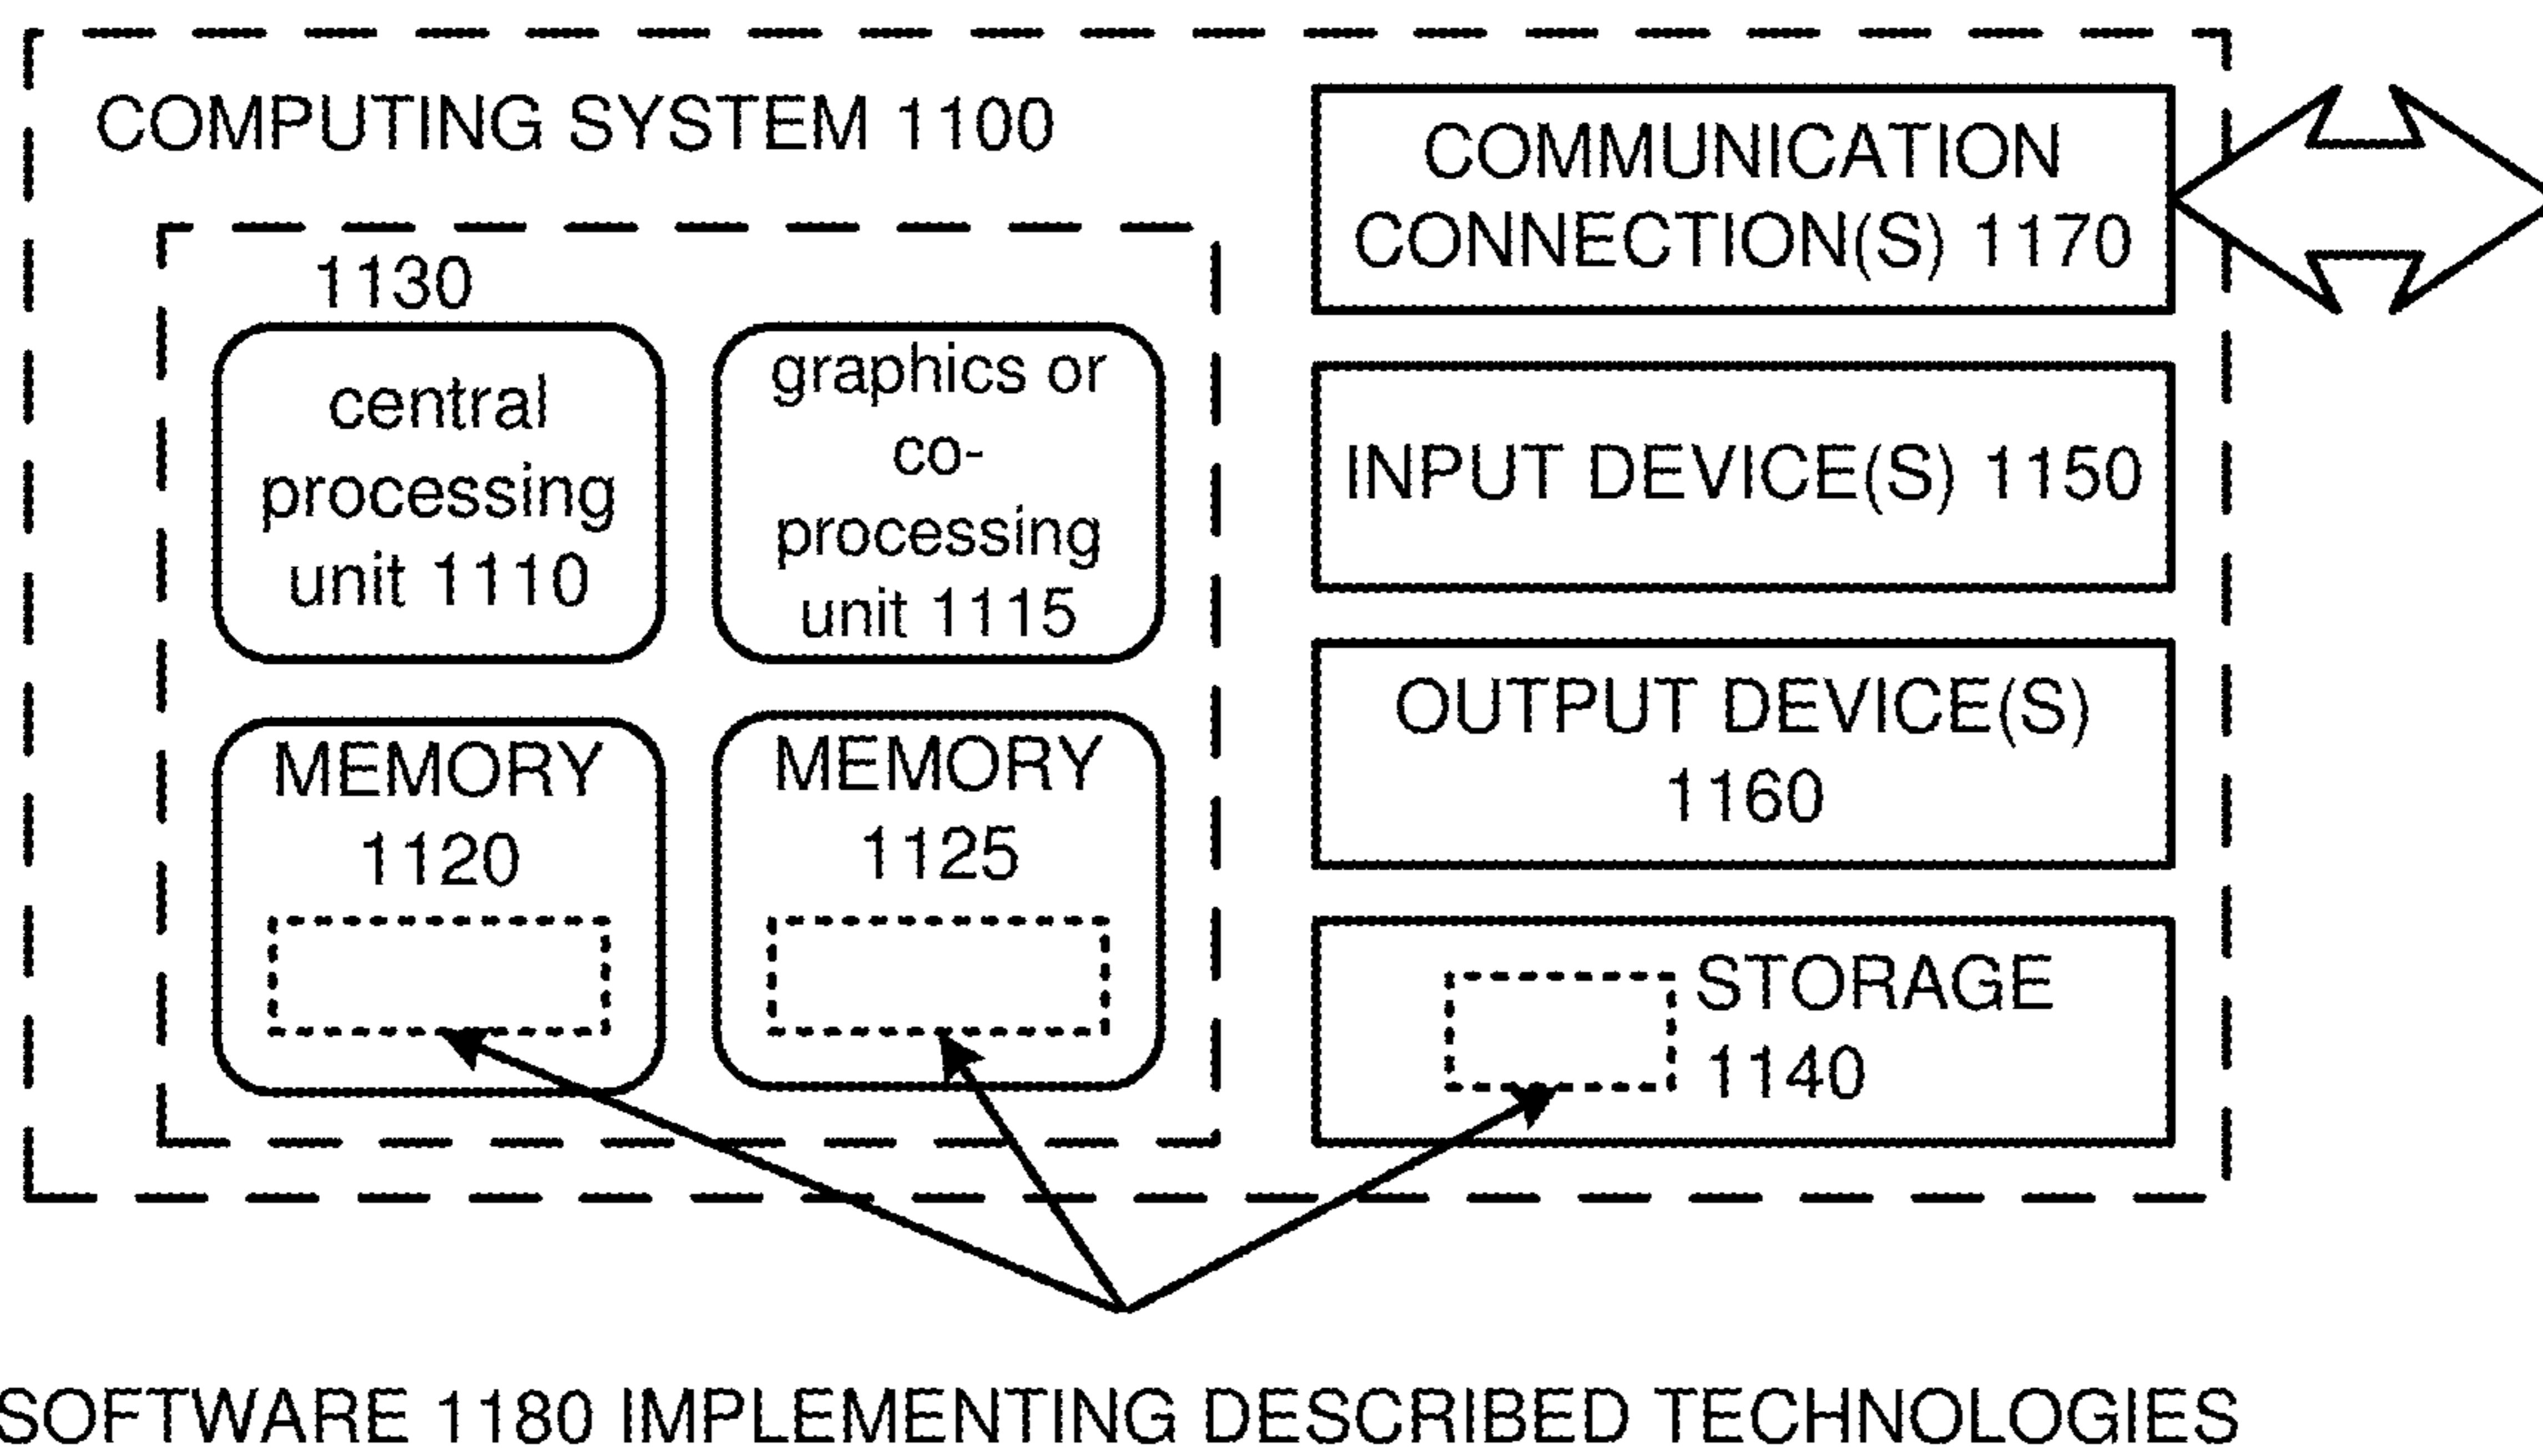 COMPUTING SYSTEM 1100
1130
central
processing
unit 1110
graphics or
co-
processing
unit 1115
MEMORY
1120
MEMORY
1125
COMMUNICATION
CONNECTION(S) 1170
INPUT DEVICE(S) 1150
OUTPUT DEVICE(S)
1160
STORAGE
1140
SOFTWARE 1180 IMPLEMENTING DESCRIBED TECHNOLOGIES